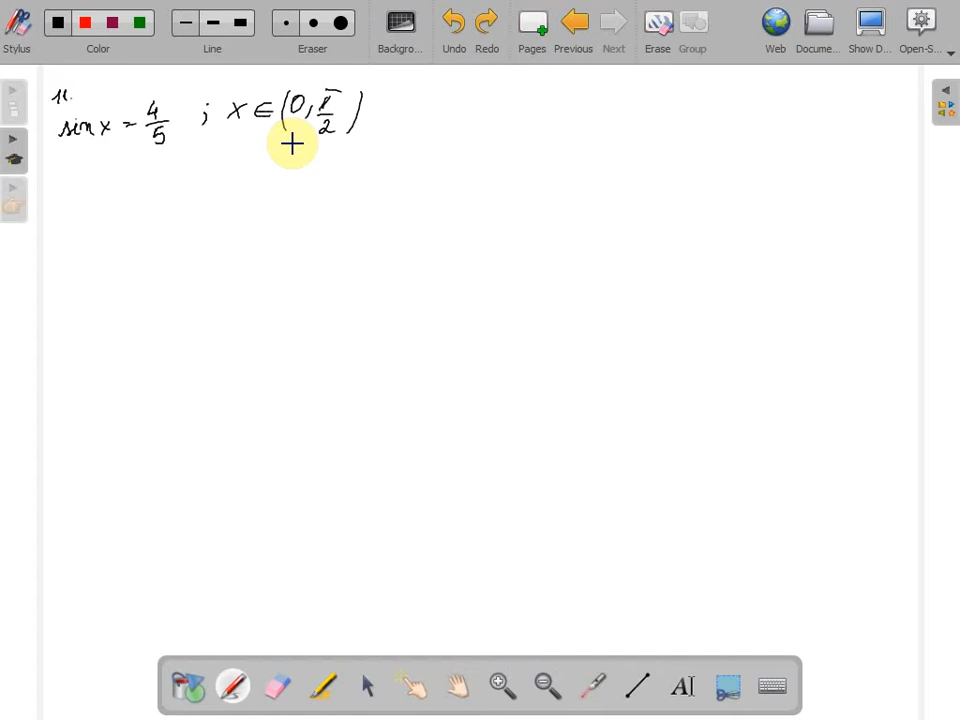 Stylus
Color
Line
Eraser
Backgro...
Undo
Redo
Pages
Previous
Next
Erase
Group
Web
Docume...
Show D...
Open-S...
sin x = 4/5 ; x ∈ (0, π/2)
AI